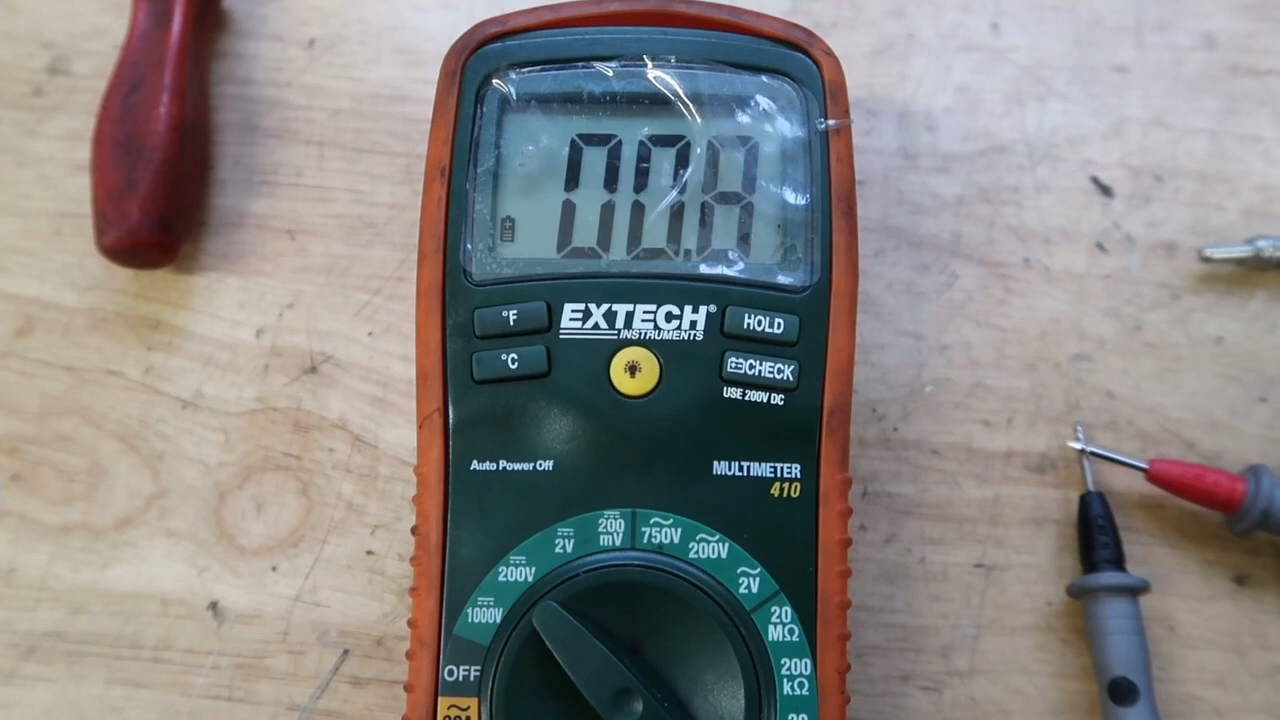 00.8
°F
EXTECH®
INSTRUMENTS
HOLD
°C
CHECK
USE 200V DC
Auto Power Off
MULTIMETER
410
1000V
200V
2V
200
mV
750V
200V
2V
20
MΩ
200
kΩ
OFF